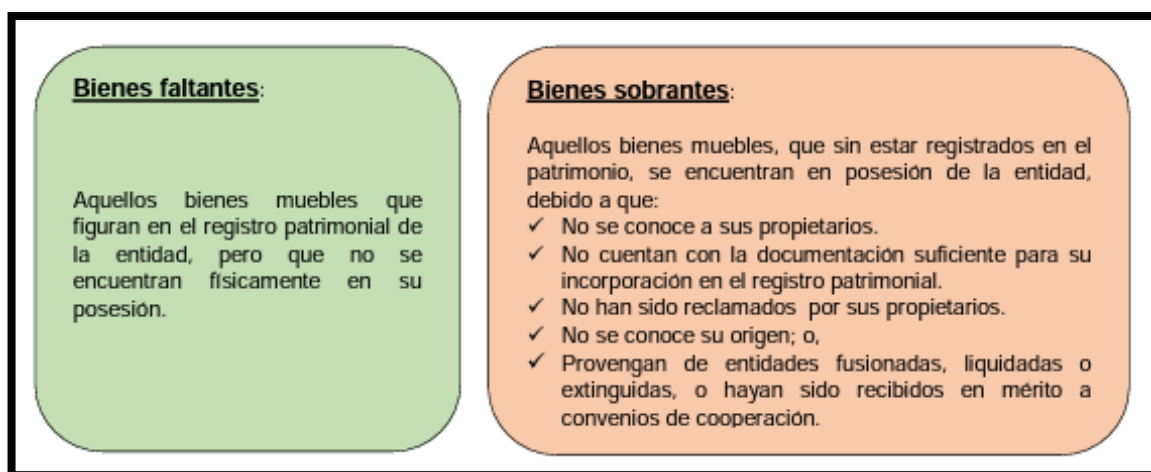 Bienes faltantes:
Aquellos bienes muebles que
figuran en el registro patrimonial de
la entidad, pero que no se
encuentran físicamente en su
posesión.
Bienes sobrantes:
Aquellos bienes muebles, que sin estar registrados en el
patrimonio, se encuentran en posesión de la entidad,
debido a que:
✓ No se conoce a sus propietarios.
✓ No cuentan con la documentación suficiente para su
incorporación en el registro patrimonial.
✓ No han sido reclamados por sus propietarios.
✓ No se conoce su origen; o,
✓ Provengan de entidades fusionadas, liquidadas o
extinguidas, o hayan sido recibidos en mérito a
convenios de cooperación.